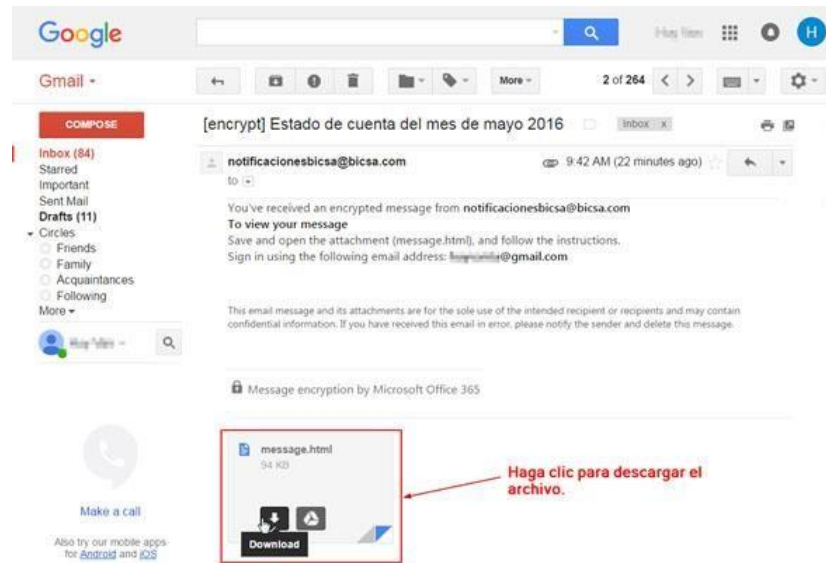 Google
Gmail
More
2 of 264
COMPOSE
[encrypt] Estado de cuenta del mes de mayo 2016
Inbox x
Inbox (84)
Starred
Important
Sent Mail
Drafts (11)
Circles
Friends
Family
Acquaintances
Following
More
notificacionesbicsa@bicsa.com
9:42 AM (22 minutes ago)
to
You've received an encrypted message from notificacionesbicsa@bicsa.com
To view your message
Save and open the attachment (message.html), and follow the instructions.
Sign in using the following email address: @gmail.com
This email message and its attachments are for the sole use of the intended recipient or recipients and may contain
confidential information. If you have received this email in error, please notify the sender and delete this message.
Message encryption by Microsoft Office 365
message.html
94 KB
Download
Haga clic para descargar el
archivo.
Make a call
Also try our mobile apps
for Android and iOS
H